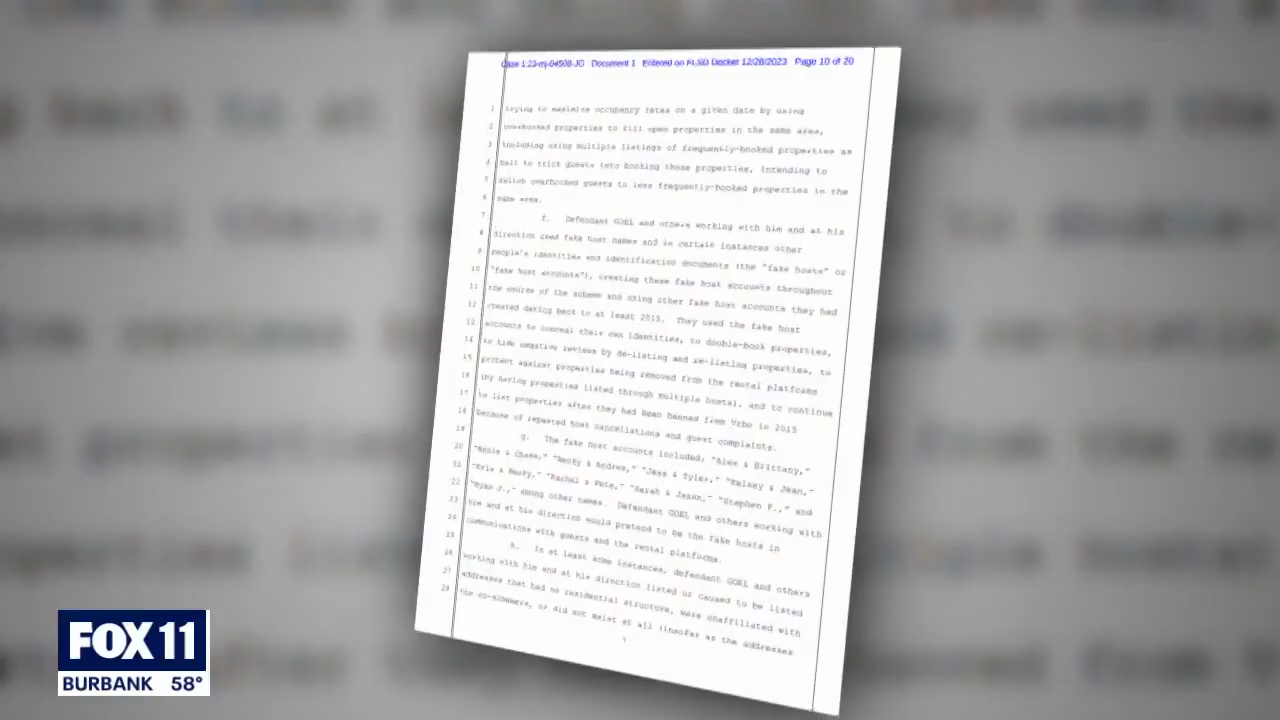 Case 1:23-mj-04508-JG Document 1 Entered on FLSD Docket 12/28/2023 Page 10 of 20
1 trying to maximize occupancy rates on a given date by using
2 overbooked properties to fill open properties in the same area,
3 including using multiple listings of frequently-booked properties as
4 bait to trick guests into booking those properties, intending to
5 switch overbooked guests to less frequently-booked properties in the
6 same area.
7 f. Defendant GOEL and others working with him and at his
8 direction used fake host names and in certain instances other
9 people's identities and identification documents (the "fake hosts" or
10 "fake host accounts"), creating these fake host accounts throughout
11 the course of the scheme and using other fake host accounts they had
12 created dating back to at least 2015. They used the fake host
13 accounts to conceal their own identities, to double-book properties,
14 to hide negative reviews by de-listing and re-listing properties, to
15 protect against properties being removed from the rental platforms
16 (by having properties listed through multiple hosts), and to continue
17 to list properties after they had been banned from Vrbo in 2015
18 because of repeated host cancellations and guest complaints.
19 g. The fake host accounts included: "Alex & Brittany,"
20 "Annie & Chase," "Becky & Andrew," "Jess & Tyler," "Kelsey & Jean,"
21 "Kris & Becky," "Rachel & Pete," "Sarah & Jason," "Stephen F.," and
22 "Ryan J.," among other names. Defendant GOEL and others working with
23 him and at his direction would pretend to be the fake hosts in
24 communications with guests and the rental platforms.
25 h. In at least some instances, defendant GOEL and others
26 working with him and at his direction listed or caused to be listed
27 addresses that had no residential structure, were unaffiliated with
28 the co-schemers, or did not exist at all (insofar as the addresses
FOX 11
BURBANK 58°